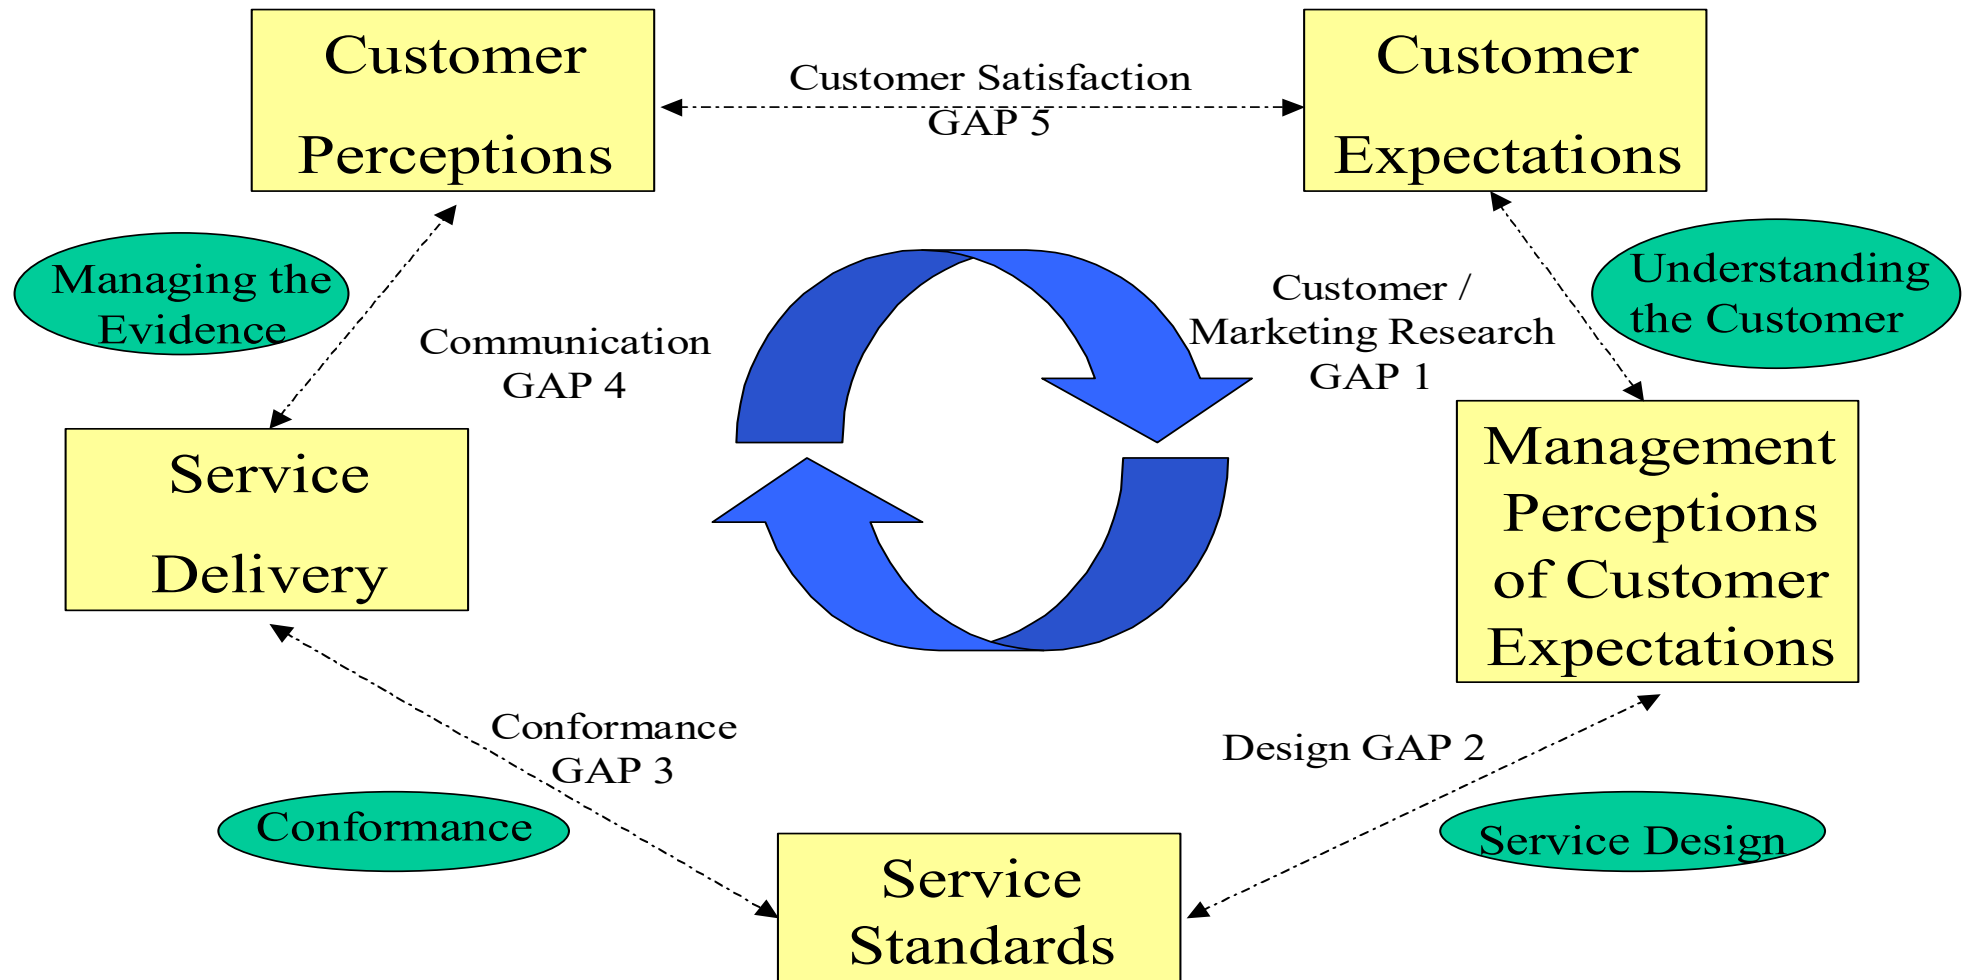 Customer
Perceptions
Customer Satisfaction
GAP 5
Customer
Expectations
Managing the
Evidence
Communication
GAP 4
Customer /
Marketing Research
GAP 1
Understanding
the Customer
Service
Delivery
Management
Perceptions
of Customer
Expectations
Conformance
GAP 3
Design GAP 2
Conformance
Service Design
Service
Standards